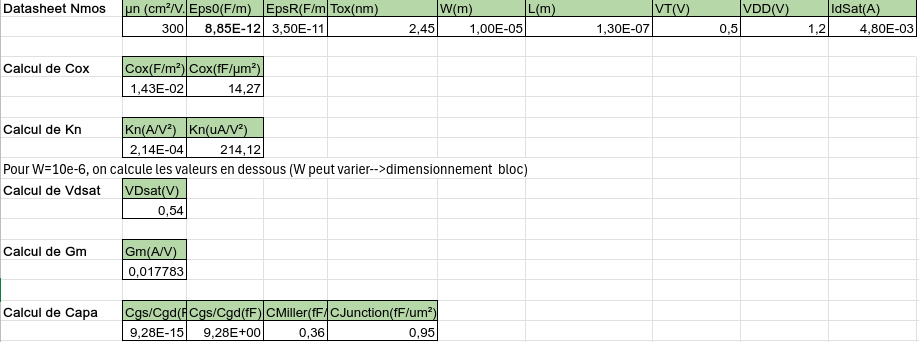 Datasheet Nmos µn (cm²/V. Eps0(F/m) EpsR(F/m Tox(nm) W(m) L(m) VT(V) VDD(V) IdSat(A)
300 8,85E-12 3,50E-11 2,45 1,00E-05 1,30E-07 0,5 1,2 4,80E-03
Calcul de Cox Cox(F/m²) Cox(fF/µm²)
1,43E-02 14,27
Calcul de Kn Kn(A/V²) Kn(uA/V²)
2,14E-04 214,12
Pour W=10e-6, on calcule les valeurs en dessous (W peut varier-->dimensionnement bloc)
Calcul de Vdsat VDsat(V)
0,54
Calcul de Gm Gm(A/V)
0,017783
Calcul de Capa Cgs/Cgd(F Cgs/Cgd(fF) CMiller(fF/ CJunction(fF/um²)
9,28E-15 9,28E+00 0,36 0,95